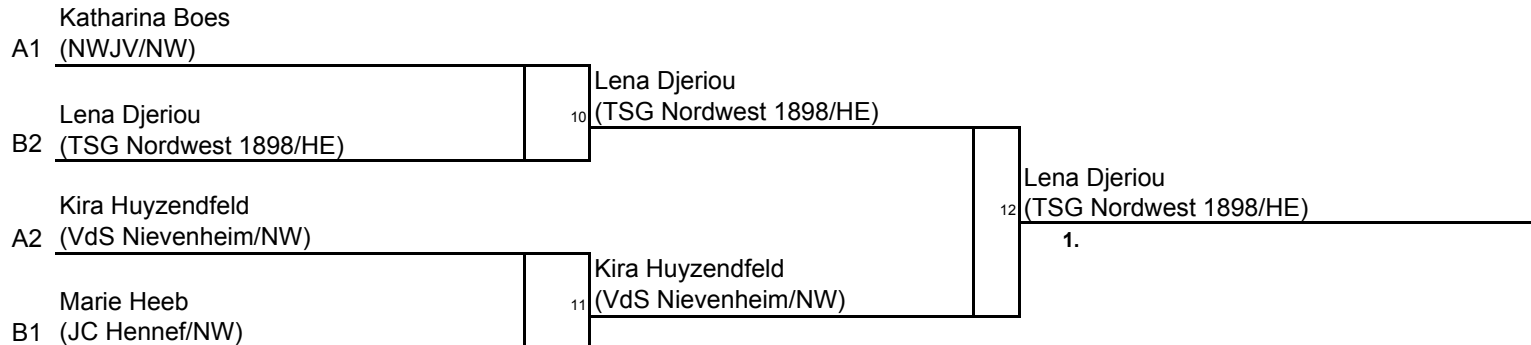 Katharina Boes
A1 (NWJV/NW)
Lena Djeriou
B2 (TSG Nordwest 1898/HE)
10
Lena Djeriou
(TSG Nordwest 1898/HE)
Kira Huyzendfeld
A2 (VdS Nievenheim/NW)
Marie Heeb
B1 (JC Hennef/NW)
11
Kira Huyzendfeld
(VdS Nievenheim/NW)
12
Lena Djeriou
(TSG Nordwest 1898/HE)
1.